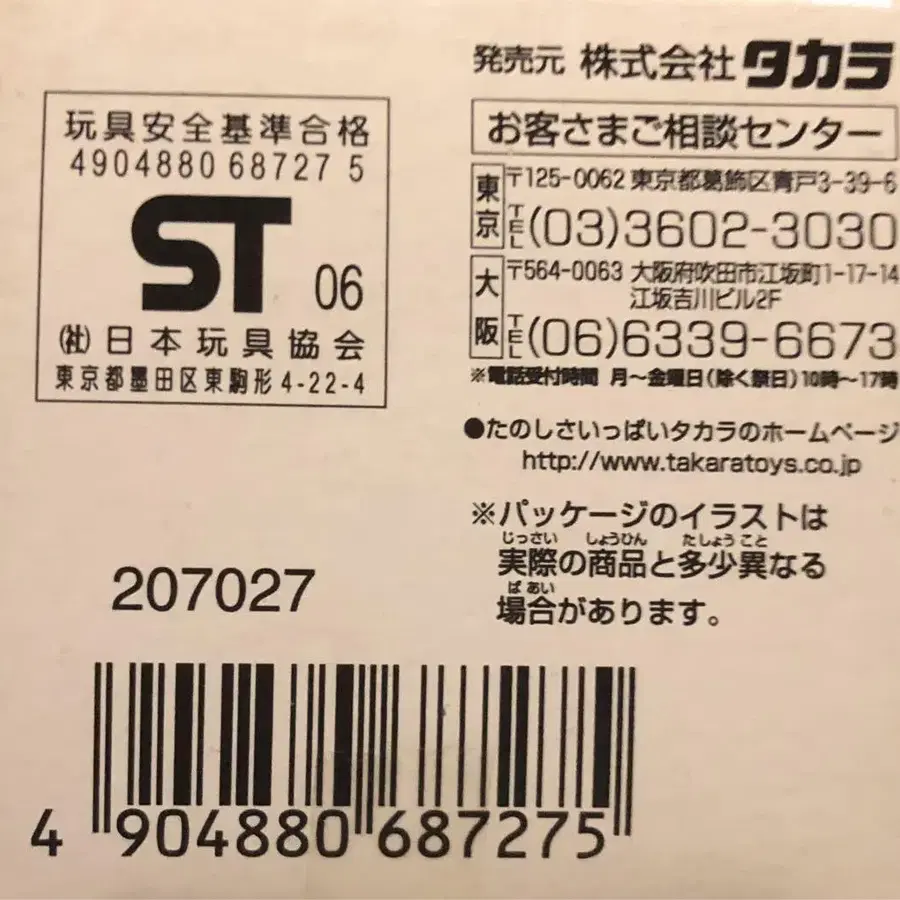 玩具安全基準合格
4904880 68727 5
ST 06
(社)日本玩具協会
東京都墨田区東駒形4-22-4
発売元 株式会社タカラ
お客さまご相談センター
東京 〒125-0062 東京都葛飾区青戸3-39-6
TEL(03)3602-3030
大阪 〒564-0063 大阪府吹田市江坂町1-17-14
江坂吉川ビル2F
TEL(06)6339-6673
※電話受付時間 月〜金曜日(除く祭日)10時〜17時
●たのしさいっぱいタカラのホームページ
http://www.takaratoys.co.jp
※パッケージのイラストは
じっさい しょうひん たしょうこと
実際の商品と多少異なる
ばあい
場合があります。
207027
4 904880 687275